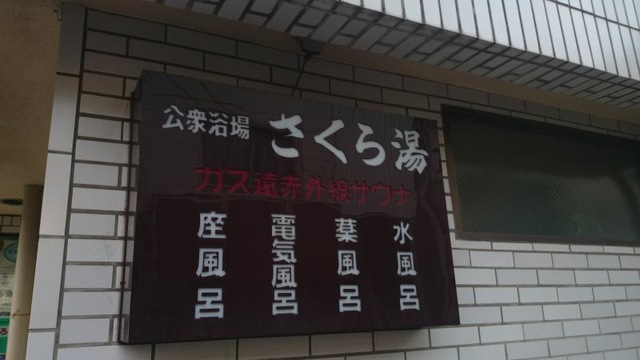 公衆浴場 さくら湯
ガス遠赤外線サウナ
水風呂
薬風呂
電気風呂
座風呂